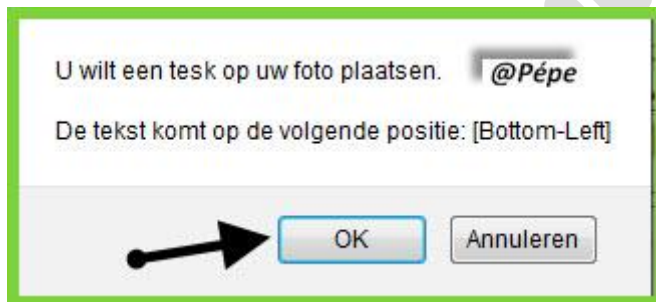 U wilt een tesk op uw foto plaatsen. @Pépe
De tekst komt op de volgende positie: [Bottom-Left]
OK Annuleren